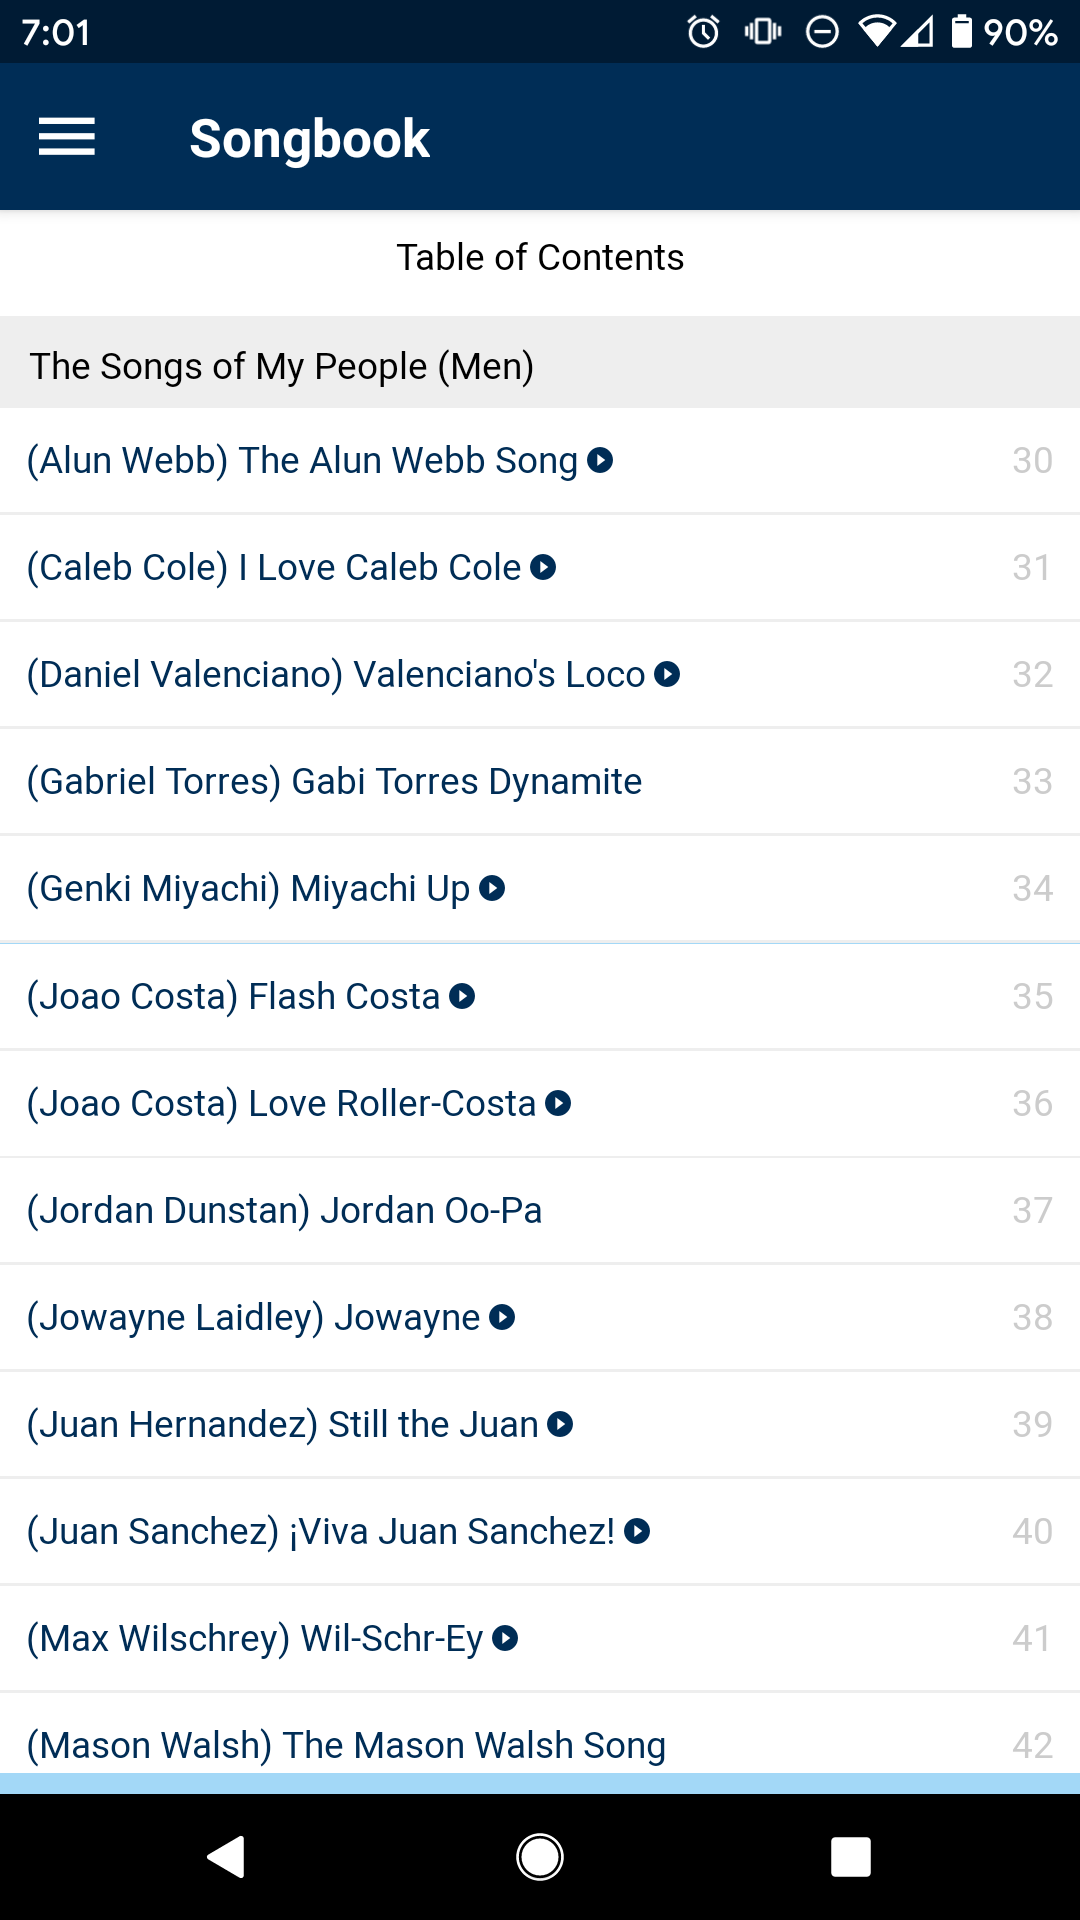 7:01
90%
Songbook
Table of Contents
The Songs of My People (Men)
(Alun Webb) The Alun Webb Song 30
(Caleb Cole) I Love Caleb Cole 31
(Daniel Valenciano) Valenciano's Loco 32
(Gabriel Torres) Gabi Torres Dynamite 33
(Genki Miyachi) Miyachi Up 34
(Joao Costa) Flash Costa 35
(Joao Costa) Love Roller-Costa 36
(Jordan Dunstan) Jordan Oo-Pa 37
(Jowayne Laidley) Jowayne 38
(Juan Hernandez) Still the Juan 39
(Juan Sanchez) ¡Viva Juan Sanchez! 40
(Max Wilschrey) Wil-Schr-Ey 41
(Mason Walsh) The Mason Walsh Song 42